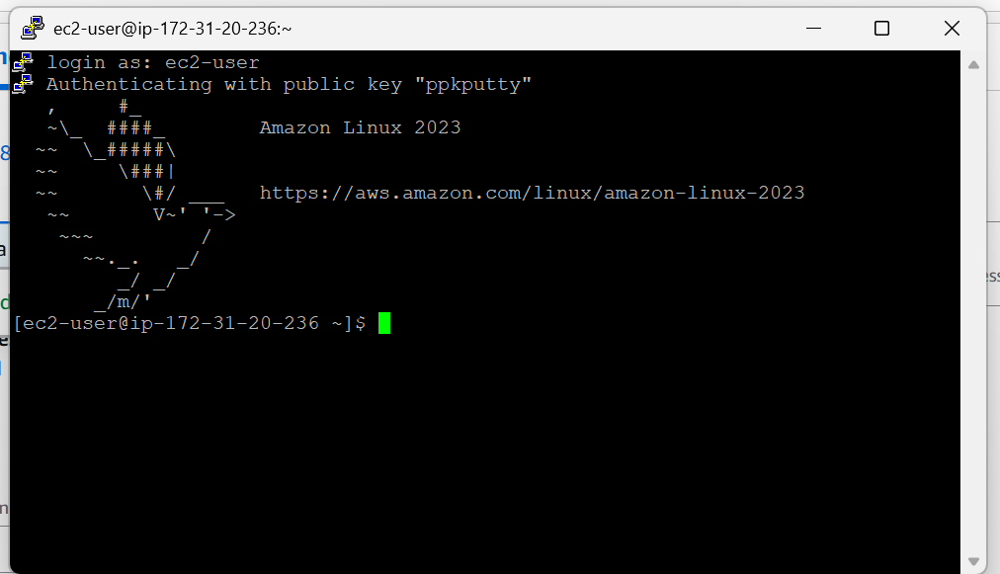 ec2-user@ip-172-31-20-236:~
login as: ec2-user
Authenticating with public key "ppkputty"
   ,     #_
   ~\_  ####_        Amazon Linux 2023
  ~~  \_#####\
  ~~     \###|
  ~~       \#/ ___   https://aws.amazon.com/linux/amazon-linux-2023
   ~~       V~' '->
    ~~~         /
      ~~._.   _/
         _/ _/
       _/m/'
[ec2-user@ip-172-31-20-236 ~]$